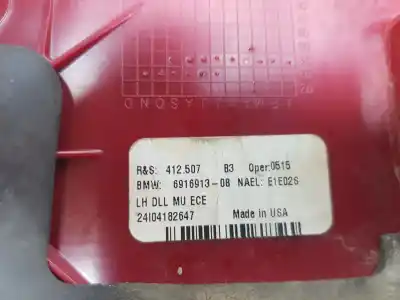 R&S: 412.507 B3 Oper:0515
BMW: 6916913-08 NAEL: E1E02S
LH DLL MU ECE
24I04182647 Made in USA